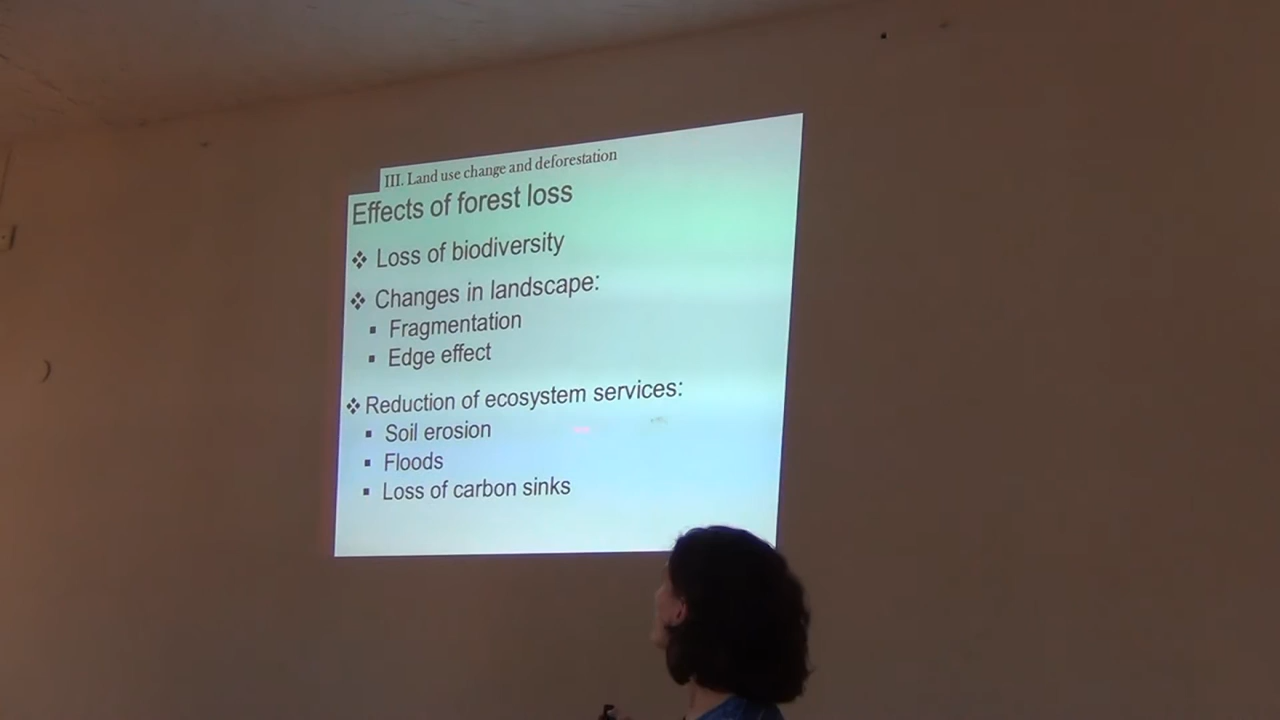 III. Land use change and deforestation
Effects of forest loss
❖ Loss of biodiversity
❖ Changes in landscape:
▪ Fragmentation
▪ Edge effect
❖ Reduction of ecosystem services:
▪ Soil erosion
▪ Floods
▪ Loss of carbon sinks